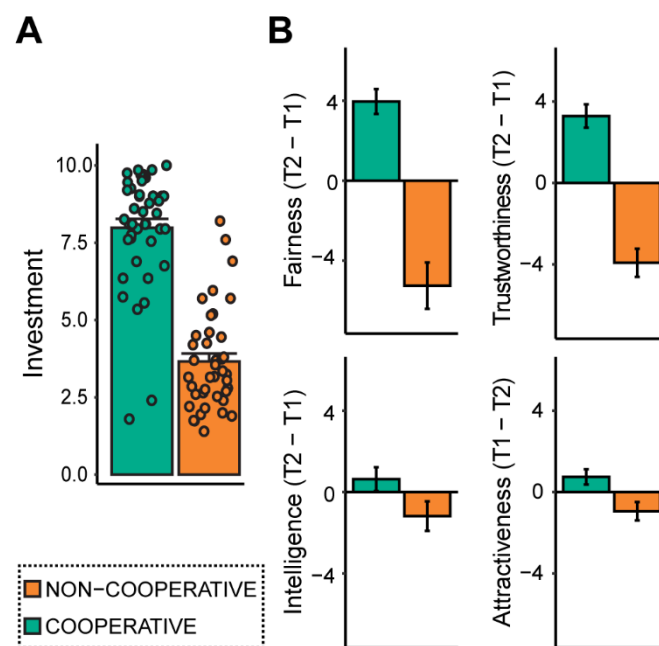 A
B
Investment
10.0
7.5
5.0
2.5
0.0
Fairness (T2 − T1)
4
0
−4
Trustworthiness (T2 − T1)
4
0
−4
Intelligence (T2 − T1)
4
0
−4
Attractiveness (T1 − T2)
4
0
−4
NON−COOPERATIVE
COOPERATIVE